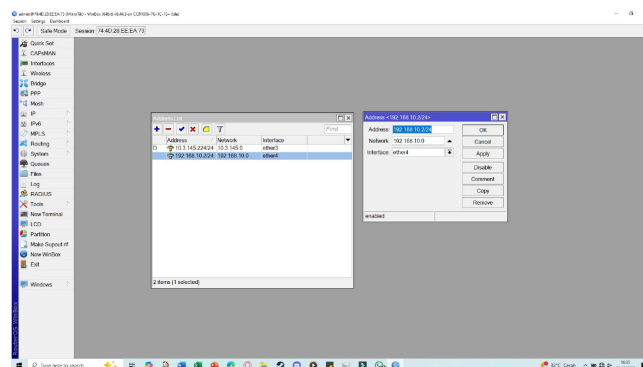 Session Settings Dashboard
Safe Mode Session: 74:4D:28:EE:EA:73
Quick Set
CAPsMAN
Interfaces
Wireless
Bridge
PPP
Mesh
IP
IPv6
MPLS
Routing
System
Queues
Files
Log
RADIUS
Tools
New Terminal
LCD
Partition
Make Supout.rif
New WinBox
Exit
Windows
RouterOS WinBox
Address List
Find
Address Network Interface
D 10.3.145.224/24 10.3.145.0 ether3
192.168.10.2/24 192.168.10.0 ether4
2 items (1 selected)
Address <192.168.10.2/24>
Address: 192.168.10.2/24
Network: 192.168.10.0
Interface: ether4
OK
Cancel
Apply
Disable
Comment
Copy
Remove
enabled
Type here to search
32°C Cerah